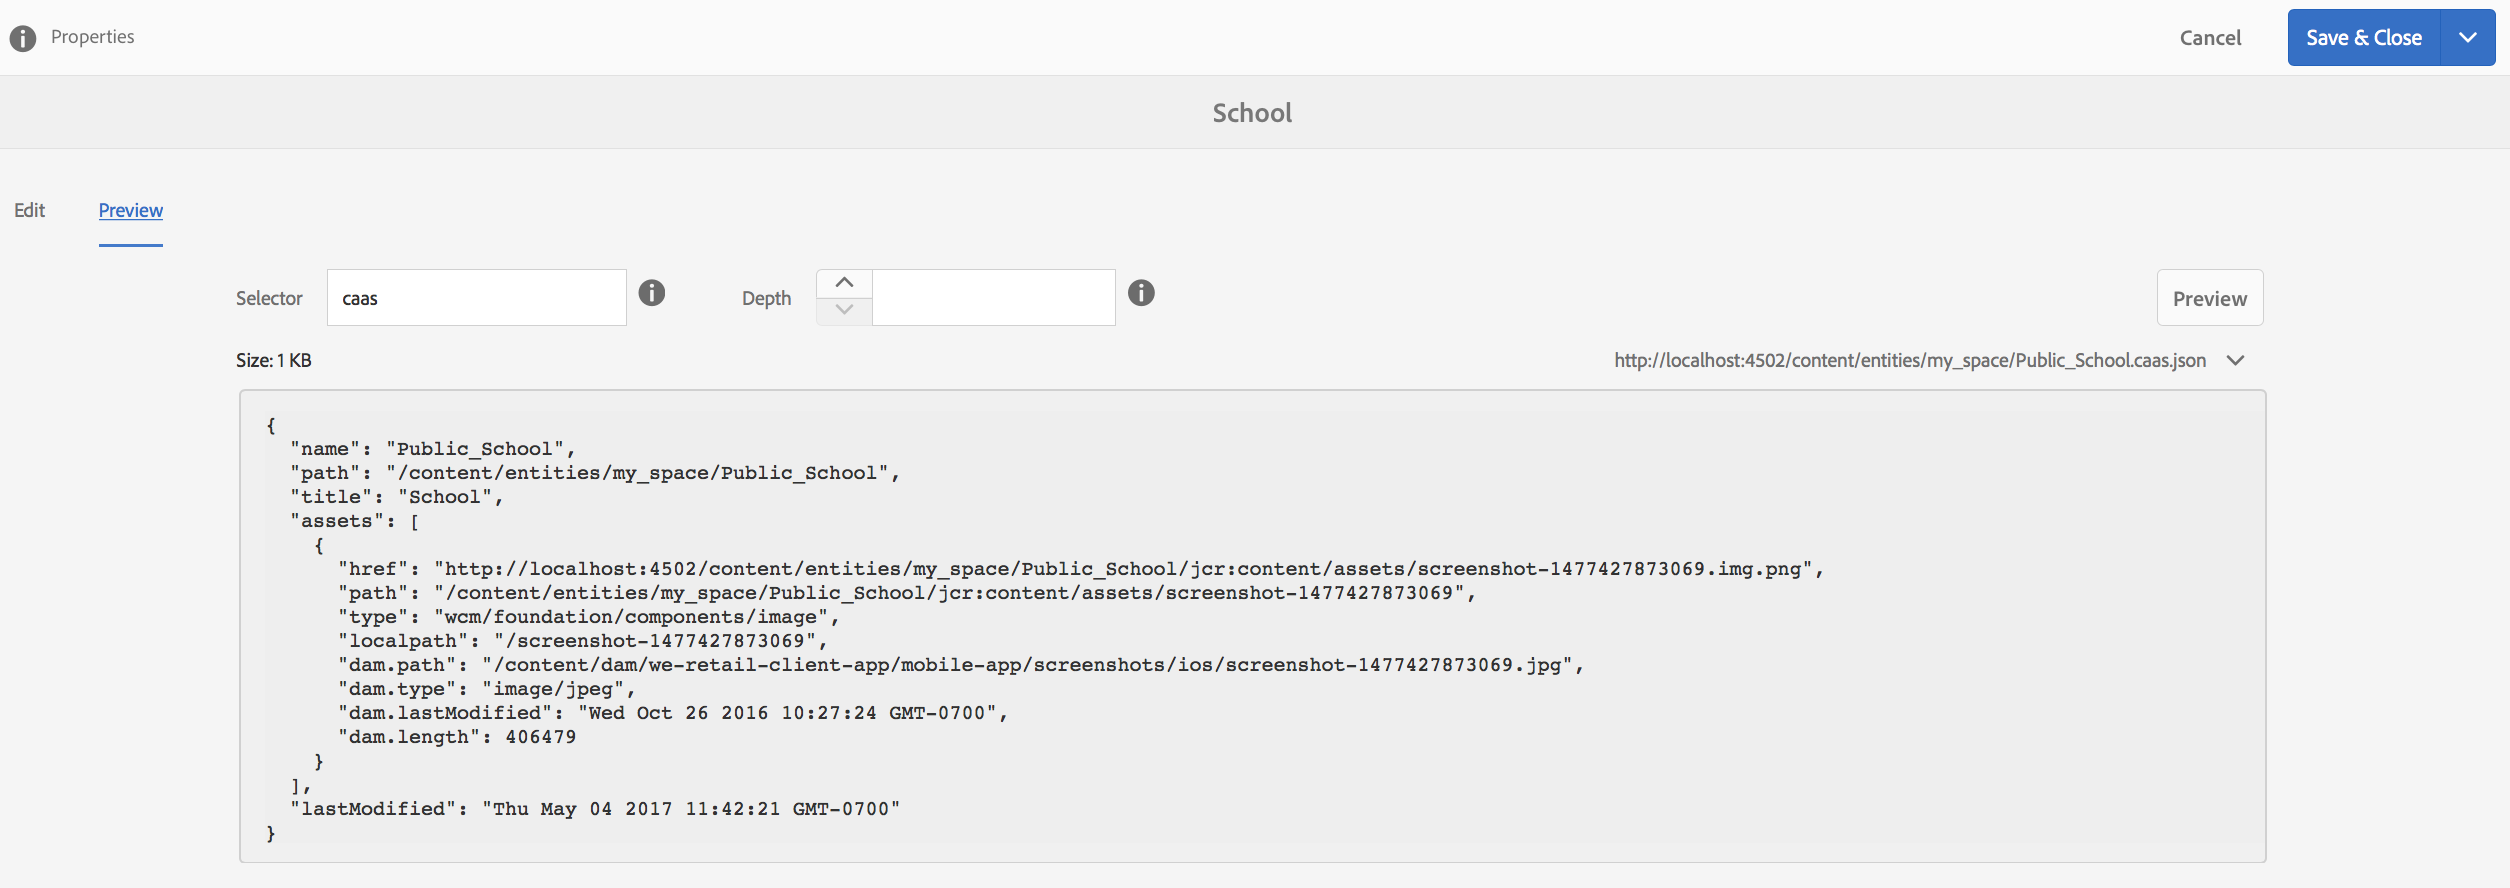 Properties
Cancel
Save & Close
School
Edit
Preview
Selector
caas
Depth
Preview
Size: 1 KB
http://localhost:4502/content/entities/my_space/Public_School.caas.json
{
  "name": "Public_School",
  "path": "/content/entities/my_space/Public_School",
  "title": "School",
  "assets": [
    {
      "href": "http://localhost:4502/content/entities/my_space/Public_School/jcr:content/assets/screenshot-1477427873069.img.png",
      "path": "/content/entities/my_space/Public_School/jcr:content/assets/screenshot-1477427873069",
      "type": "wcm/foundation/components/image",
      "localpath": "/screenshot-1477427873069",
      "dam.path": "/content/dam/we-retail-client-app/mobile-app/screenshots/ios/screenshot-1477427873069.jpg",
      "dam.type": "image/jpeg",
      "dam.lastModified": "Wed Oct 26 2016 10:27:24 GMT-0700",
      "dam.length": 406479
    }
  ],
  "lastModified": "Thu May 04 2017 11:42:21 GMT-0700"
}